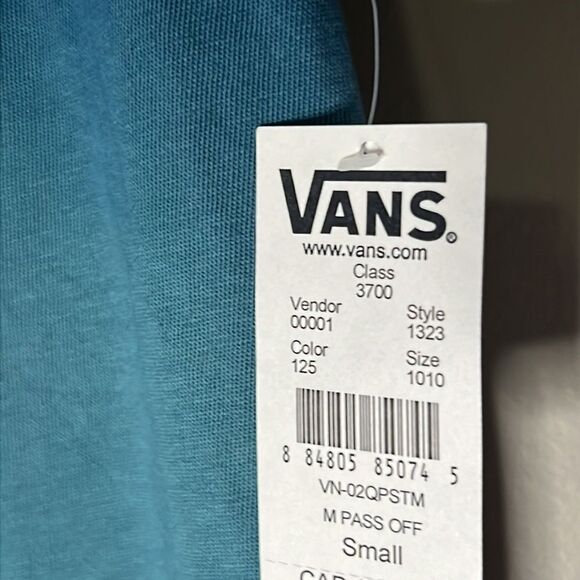 VANS®
www.vans.com
Class
3700
Vendor Style
00001 1323
Color Size
125 1010
8 84805 85074 5
VN-02QPSTM
M PASS OFF
Small